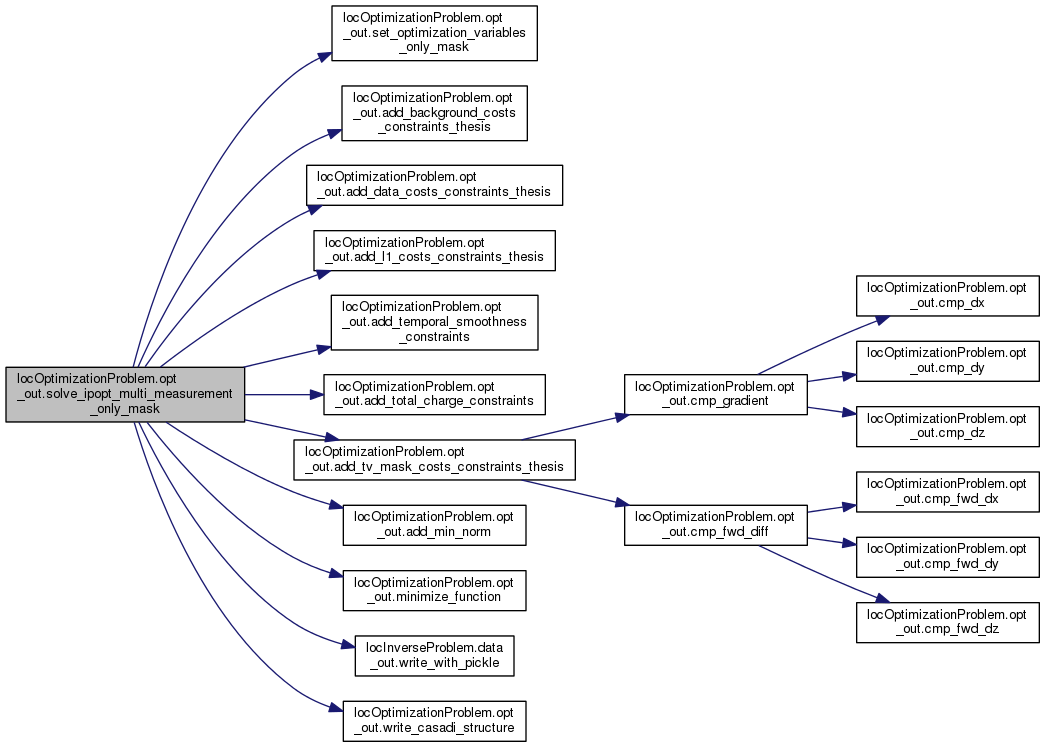 locOptimizationProblem.opt
_out.solve_ipopt_multi_measurement
_only_mask
locOptimizationProblem.opt
_out.set_optimization_variables
_only_mask
locOptimizationProblem.opt
_out.add_background_costs
_constraints_thesis
locOptimizationProblem.opt
_out.add_data_costs_constraints_thesis
locOptimizationProblem.opt
_out.add_l1_costs_constraints_thesis
locOptimizationProblem.opt
_out.add_temporal_smoothness
_constraints
locOptimizationProblem.opt
_out.add_total_charge_constraints
locOptimizationProblem.opt
_out.add_tv_mask_costs_constraints_thesis
locOptimizationProblem.opt
_out.add_min_norm
locOptimizationProblem.opt
_out.minimize_function
locInverseProblem.data
_out.write_with_pickle
locOptimizationProblem.opt
_out.write_casadi_structure
locOptimizationProblem.opt
_out.cmp_gradient
locOptimizationProblem.opt
_out.cmp_fwd_diff
locOptimizationProblem.opt
_out.cmp_dx
locOptimizationProblem.opt
_out.cmp_dy
locOptimizationProblem.opt
_out.cmp_dz
locOptimizationProblem.opt
_out.cmp_fwd_dx
locOptimizationProblem.opt
_out.cmp_fwd_dy
locOptimizationProblem.opt
_out.cmp_fwd_dz